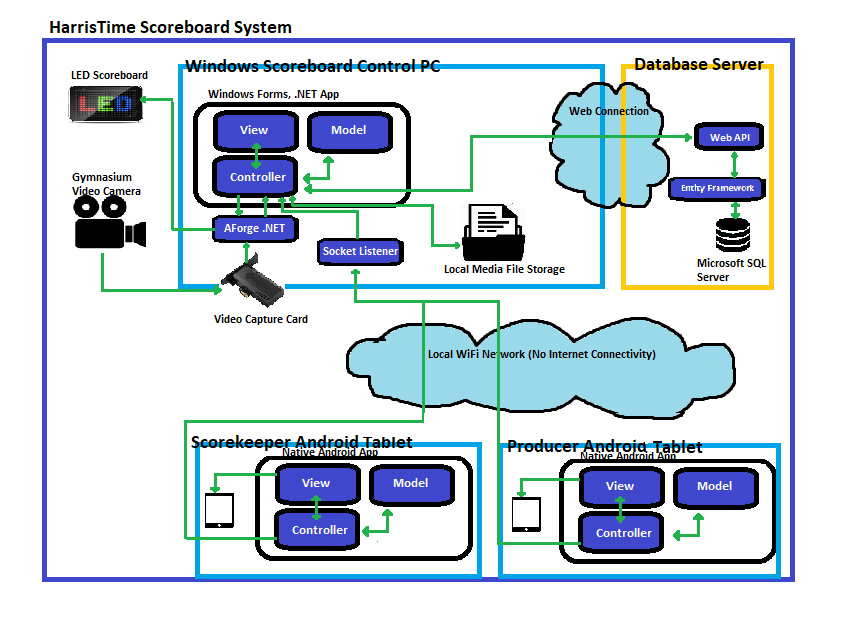 HarrisTime Scoreboard System
Windows Scoreboard Control PC
Database Server
LED Scoreboard
LED
Windows Forms, .NET App
View
Model
Controller
Web Connection
Web API
Entity Framework
Microsoft SQL
Server
Gymnasium
Video Camera
AForge .NET
Socket Listener
Local Media File Storage
Video Capture Card
Local WiFi Network (No Internet Connectivity)
Scorekeeper Android Tablet
Native Android App
View
Model
Controller
Producer Android Tablet
Native Android App
View
Model
Controller